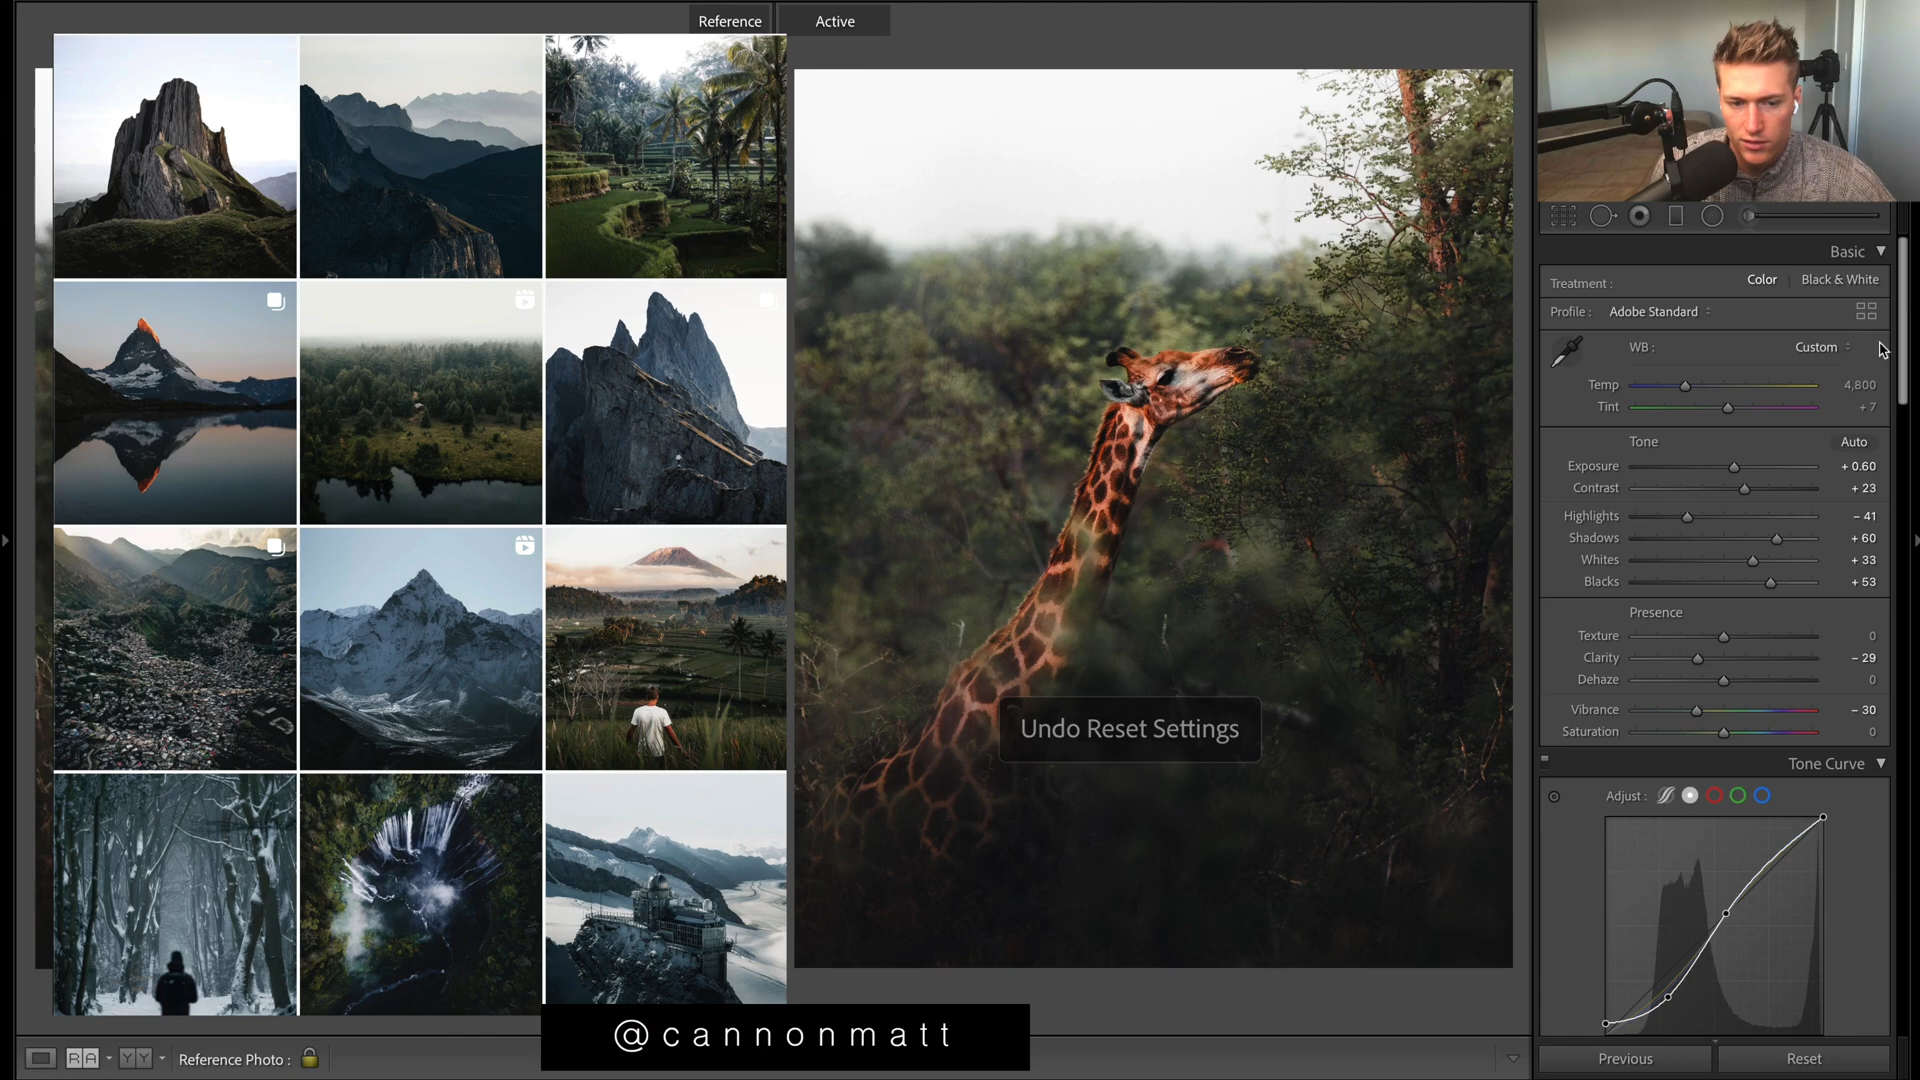 Reference Active
Basic
Treatment : Color Black & White
Profile : Adobe Standard
WB : Custom
Temp 4,800
Tint + 7
Tone Auto
Exposure + 0.60
Contrast + 23
Highlights – 41
Shadows + 60
Whites + 33
Blacks + 53
Presence
Texture 0
Clarity – 29
Dehaze 0
Vibrance – 30
Saturation 0
Tone Curve
Adjust :
Undo Reset Settings
@cannonmatt
R A Y Y Reference Photo :
Previous Reset